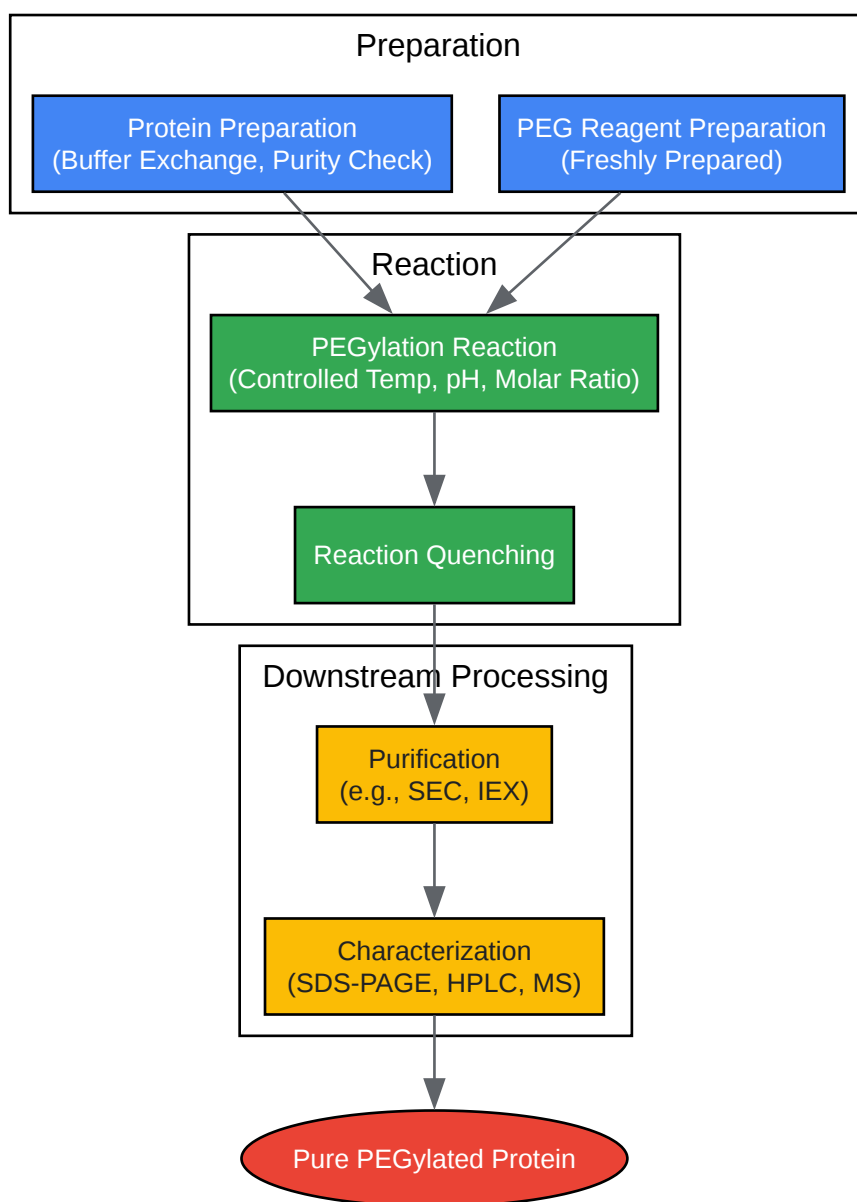 Preparation
Protein Preparation
(Buffer Exchange, Purity Check)
PEG Reagent Preparation
(Freshly Prepared)
Reaction
PEGylation Reaction
(Controlled Temp, pH, Molar Ratio)
Reaction Quenching
Downstream Processing
Purification
(e.g., SEC, IEX)
Characterization
(SDS-PAGE, HPLC, MS)
Pure PEGylated Protein